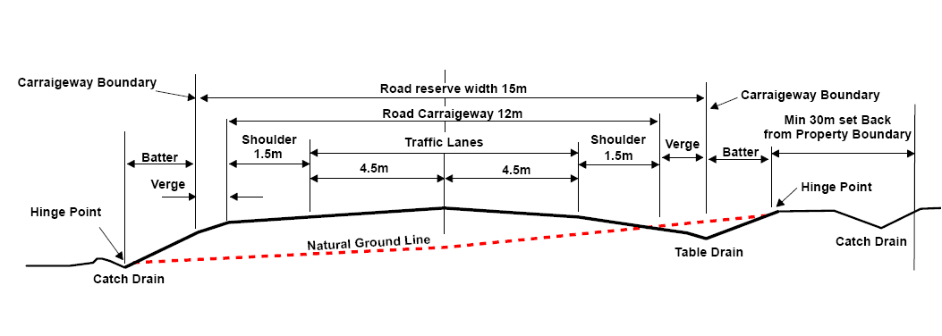 Carraigeway Boundary
Road reserve width 15m
Carraigeway Boundary
Road Carraigeway 12m
Min 30m set Back
from Property Boundary
Shoulder
1.5m
Traffic Lanes
Shoulder
1.5m
Verge
Batter
Batter
4.5m
4.5m
Verge
Hinge Point
Hinge Point
Natural Ground Line
Catch Drain
Table Drain
Catch Drain